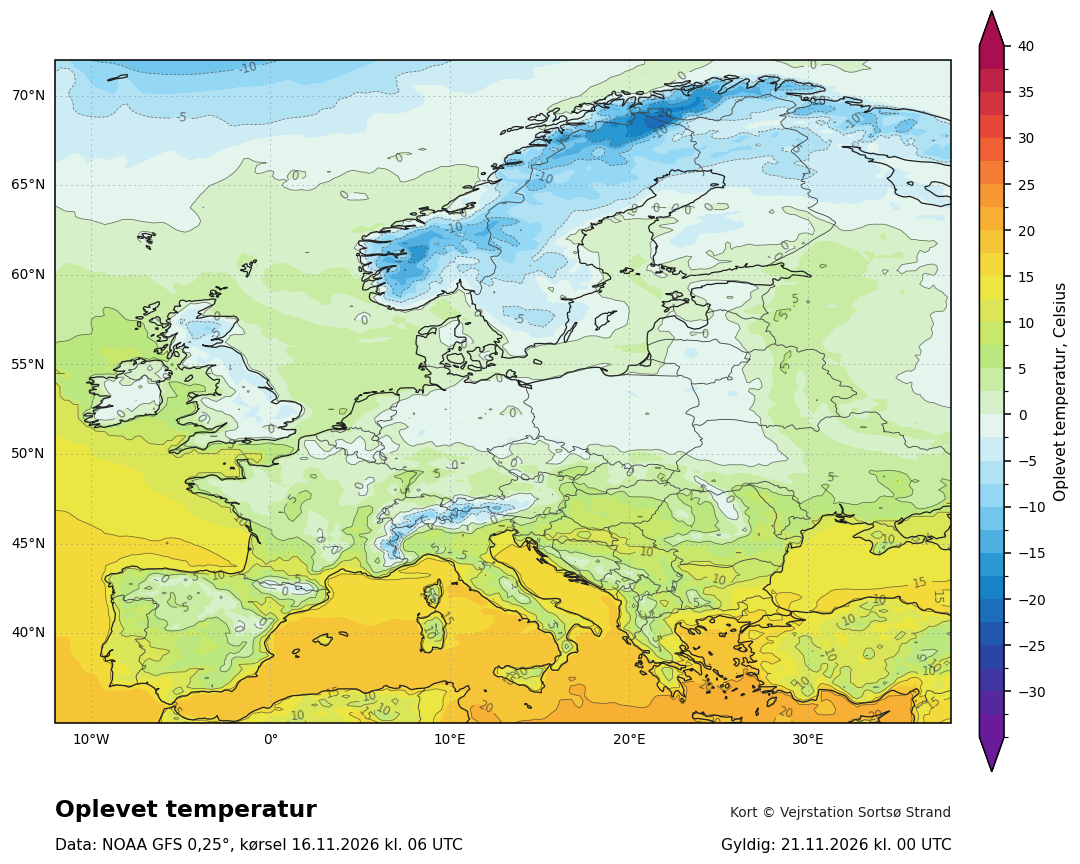 70°N
65°N
60°N
55°N
50°N
45°N
40°N
10°W
0°
10°E
20°E
30°E
40
35
30
25
20
15
10
5
0
−5
−10
−15
−20
−25
−30
Oplevet temperatur, Celsius
Oplevet temperatur
Kort © Vejrstation Sortsø Strand
Data: NOAA GFS 0,25°, kørsel 16.11.2026 kl. 06 UTC
Gyldig: 21.11.2026 kl. 00 UTC